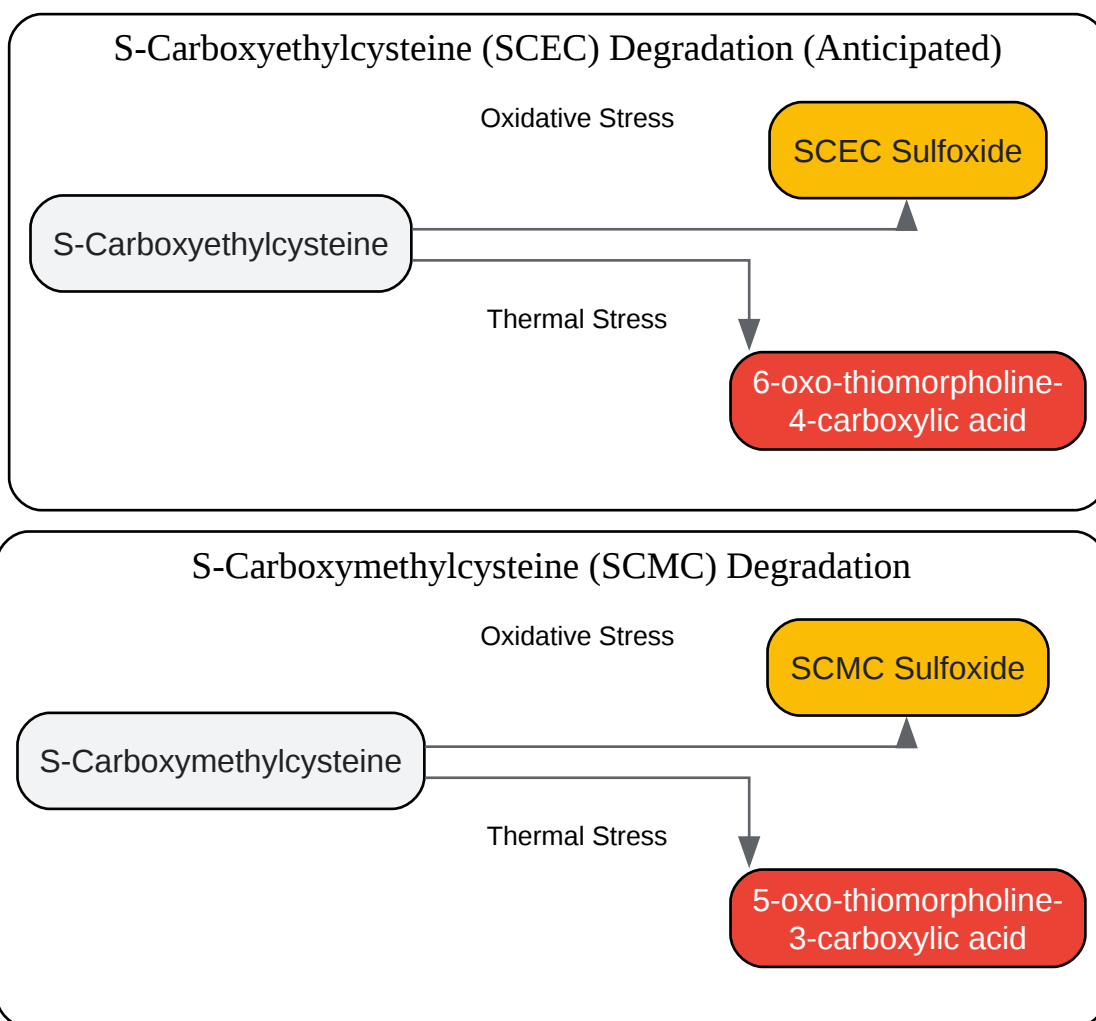 S-Carboxyethylcysteine (SCEC) Degradation (Anticipated)
Oxidative Stress
SCEC Sulfoxide
S-Carboxyethylcysteine
Thermal Stress
6-oxo-thiomorpholine-
4-carboxylic acid
S-Carboxymethylcysteine (SCMC) Degradation
Oxidative Stress
SCMC Sulfoxide
S-Carboxymethylcysteine
Thermal Stress
5-oxo-thiomorpholine-
3-carboxylic acid